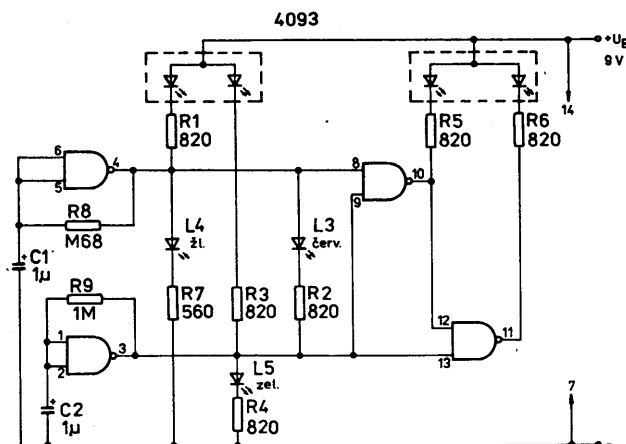 4093
+U
9V
14
R1
820
R5
820
R6
820
6
5
4
8
9
10
R8
M68
L4
žl.
L3
červ.
C1
1µ
+
R9
1M
R7
560
R3
820
R2
820
12
13
11
1
2
3
L5
zel.
7
+
C2
1µ
R4
820